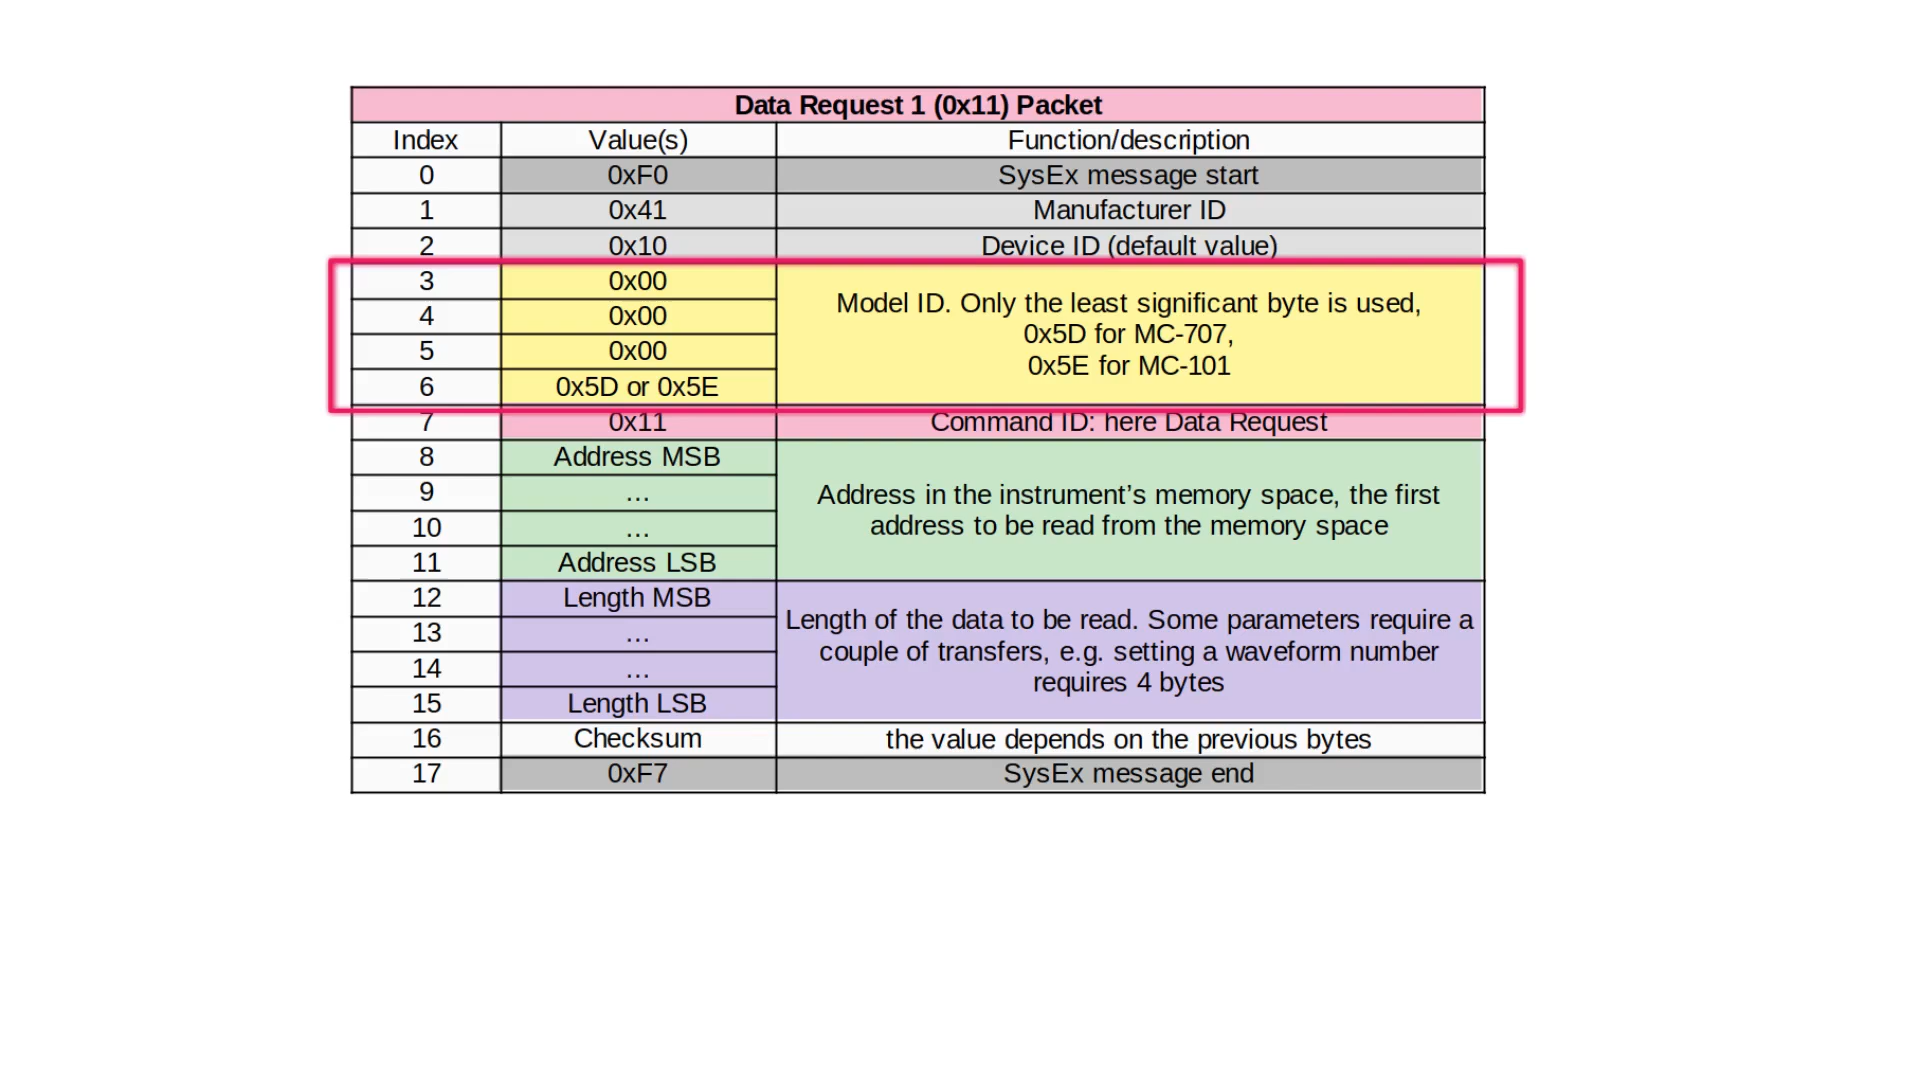 Data Request 1 (0x11) Packet
Index Value(s) Function/description
0 0xF0 SysEx message start
1 0x41 Manufacturer ID
2 0x10 Device ID (default value)
3 0x00
4 0x00
5 0x00
6 0x5D or 0x5E
Model ID. Only the least significant byte is used,
0x5D for MC-707,
0x5E for MC-101
7 0x11 Command ID: here Data Request
8 Address MSB
9 ...
10 ...
11 Address LSB
Address in the instrument’s memory space, the first
address to be read from the memory space
12 Length MSB
13 ...
14 ...
15 Length LSB
Length of the data to be read. Some parameters require a
couple of transfers, e.g. setting a waveform number
requires 4 bytes
16 Checksum the value depends on the previous bytes
17 0xF7 SysEx message end